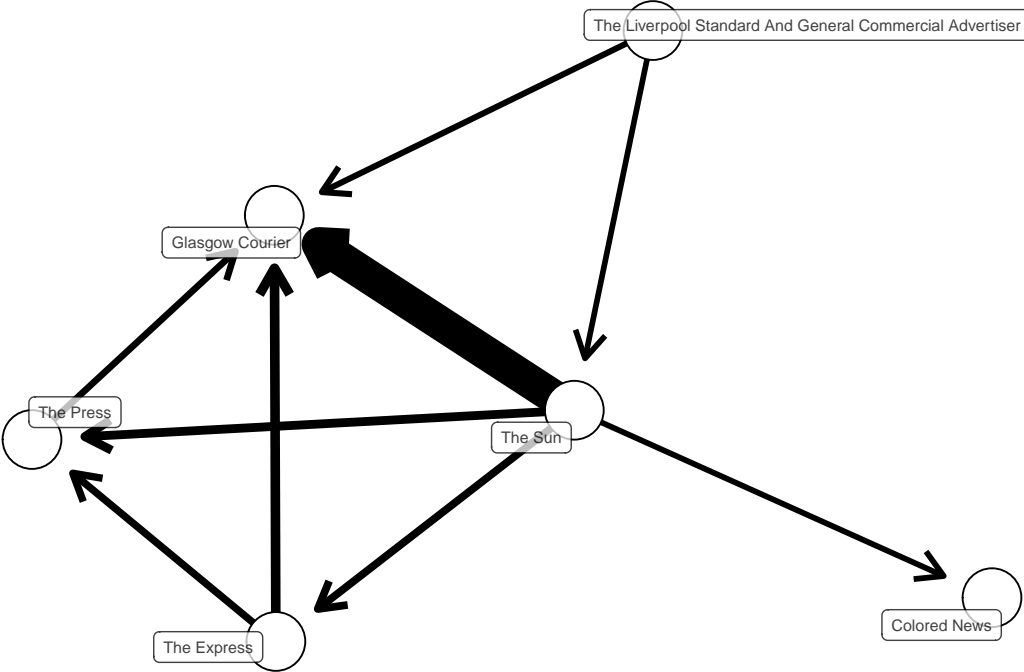 The Liverpool Standard And General Commercial Advertiser
Glasgow Courier
The Press
The Sun
Colored News
The Express